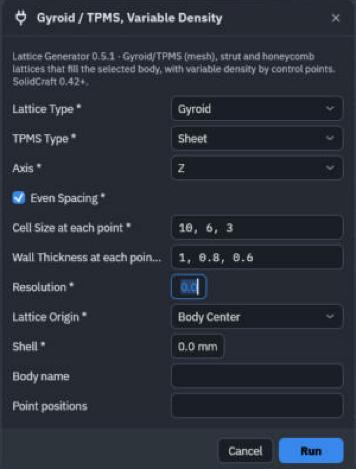 Gyroid / TPMS, Variable Density
Lattice Generator 0.5.1 - Gyroid/TPMS (mesh), strut and honeycomb
lattices that fill the selected body, with variable density by control points.
SolidCraft 0.42+.
Lattice Type *
Gyroid
TPMS Type *
Sheet
Axis *
Z
Even Spacing *
Cell Size at each point *
10, 6, 3
Wall Thickness at each poin...
1, 0.8, 0.6
Resolution *
0.0
Lattice Origin *
Body Center
Shell *
0.0 mm
Body name
Point positions
Cancel
Run